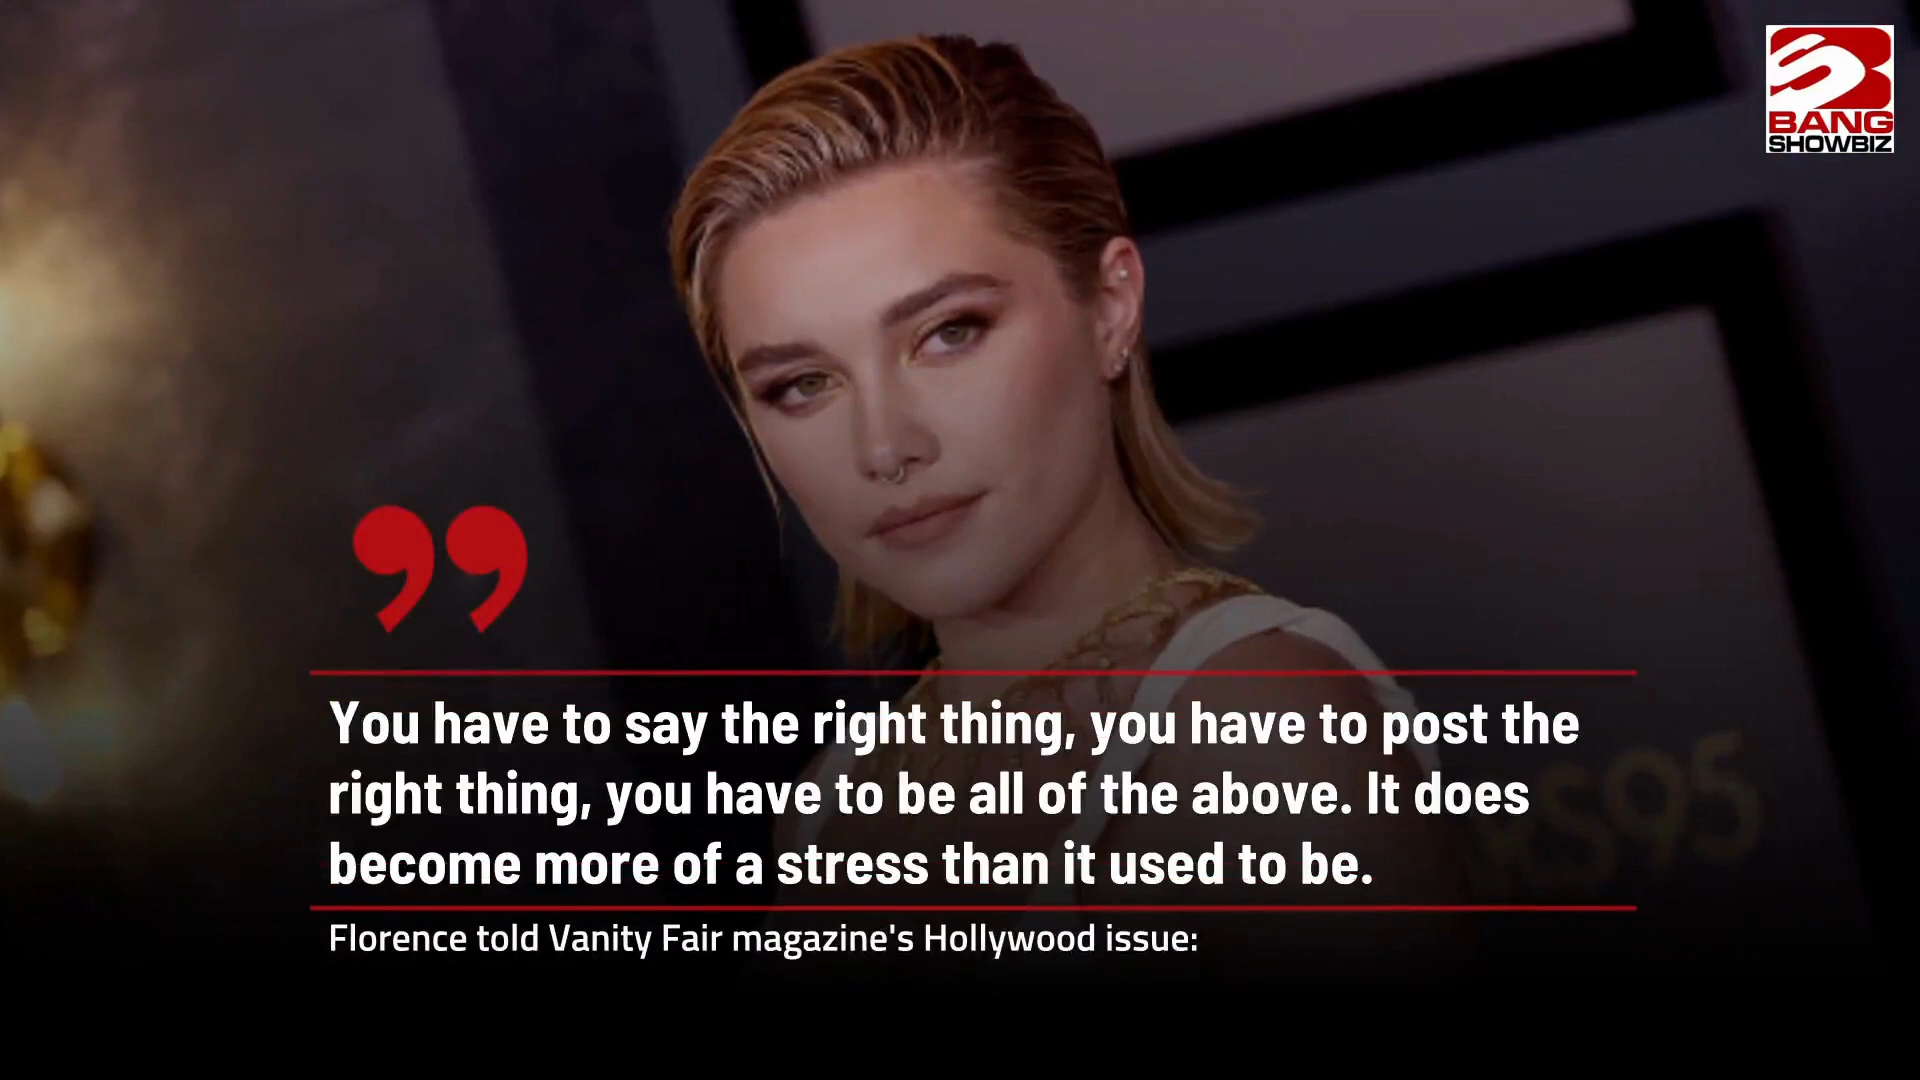 BANG
SHOWBIZ
You have to say the right thing, you have to post the
right thing, you have to be all of the above. It does
become more of a stress than it used to be.
Florence told Vanity Fair magazine's Hollywood issue:
S95